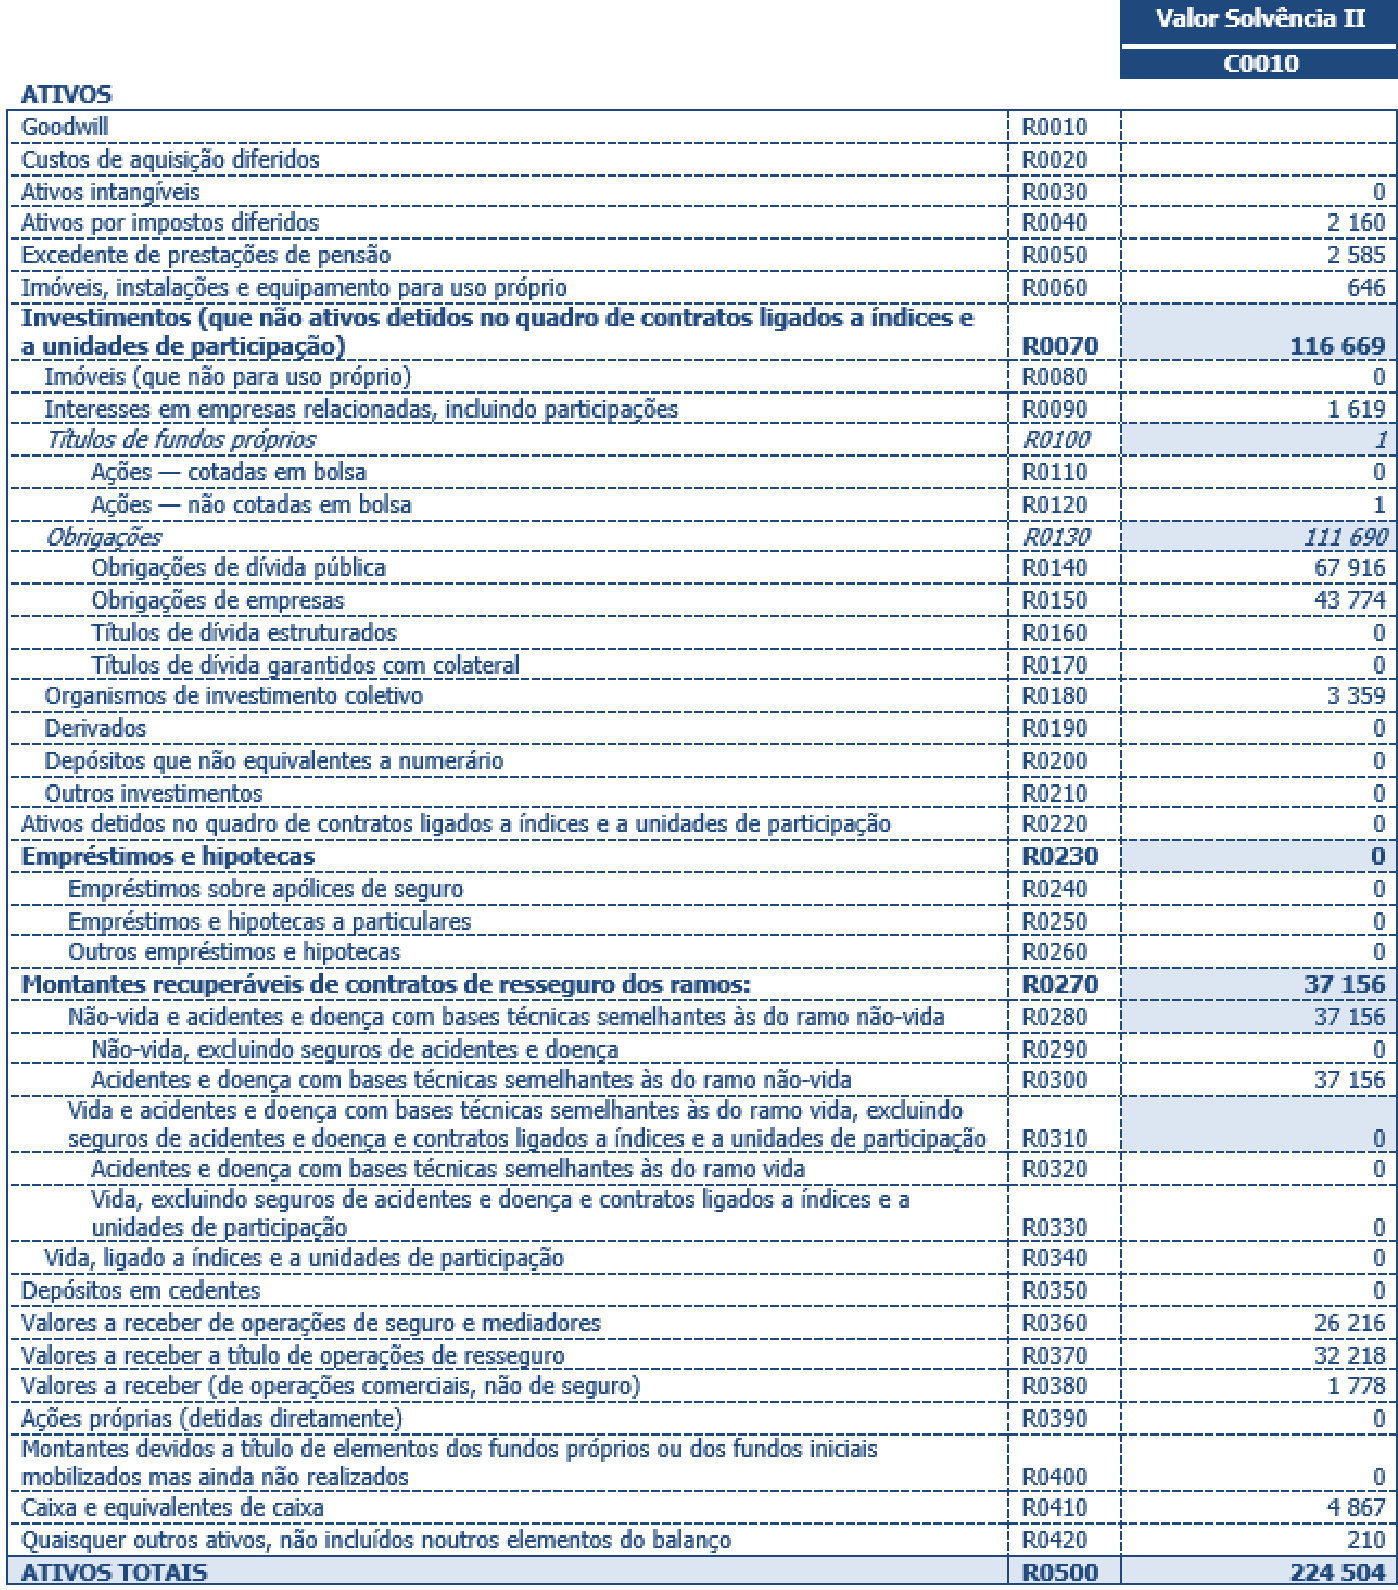 Valor Solvência II
C0010
ATIVOS
Goodwill R0010
Custos de aquisição diferidos R0020
Ativos intangíveis R0030 0
Ativos por impostos diferidos R0040 2 160
Excedente de prestações de pensão R0050 2 585
Imóveis, instalações e equipamento para uso próprio R0060 646
Investimentos (que não ativos detidos no quadro de contratos ligados a índices e
a unidades de participação) R0070 116 669
Imóveis (que não para uso próprio) R0080 0
Interesses em empresas relacionadas, incluindo participações R0090 1 619
Títulos de fundos próprios R0100 1
Ações — cotadas em bolsa R0110 0
Ações — não cotadas em bolsa R0120 1
Obrigações R0130 111 690
Obrigações de dívida pública R0140 67 916
Obrigações de empresas R0150 43 774
Títulos de dívida estruturados R0160 0
Títulos de dívida garantidos com colateral R0170 0
Organismos de investimento coletivo R0180 3 359
Derivados R0190 0
Depósitos que não equivalentes a numerário R0200 0
Outros investimentos R0210 0
Ativos detidos no quadro de contratos ligados a índices e a unidades de participação R0220 0
Empréstimos e hipotecas R0230 0
Empréstimos sobre apólices de seguro R0240 0
Empréstimos e hipotecas a particulares R0250 0
Outros empréstimos e hipotecas R0260 0
Montantes recuperáveis de contratos de resseguro dos ramos: R0270 37 156
Não-vida e acidentes e doença com bases técnicas semelhantes às do ramo não-vida R0280 37 156
Não-vida, excluindo seguros de acidentes e doença R0290 0
Acidentes e doença com bases técnicas semelhantes às do ramo não-vida R0300 37 156
Vida e acidentes e doença com bases técnicas semelhantes às do ramo vida, excluindo
seguros de acidentes e doença e contratos ligados a índices e a unidades de participação R0310 0
Acidentes e doença com bases técnicas semelhantes às do ramo vida R0320 0
Vida, excluindo seguros de acidentes e doença e contratos ligados a índices e a
unidades de participação R0330 0
Vida, ligado a índices e a unidades de participação R0340 0
Depósitos em cedentes R0350 0
Valores a receber de operações de seguro e mediadores R0360 26 216
Valores a receber a título de operações de resseguro R0370 32 218
Valores a receber (de operações comerciais, não de seguro) R0380 1 778
Ações próprias (detidas diretamente) R0390 0
Montantes devidos a título de elementos dos fundos próprios ou dos fundos iniciais
mobilizados mas ainda não realizados R0400 0
Caixa e equivalentes de caixa R0410 4 867
Quaisquer outros ativos, não incluídos noutros elementos do balanço R0420 210
ATIVOS TOTAIS R0500 224 504